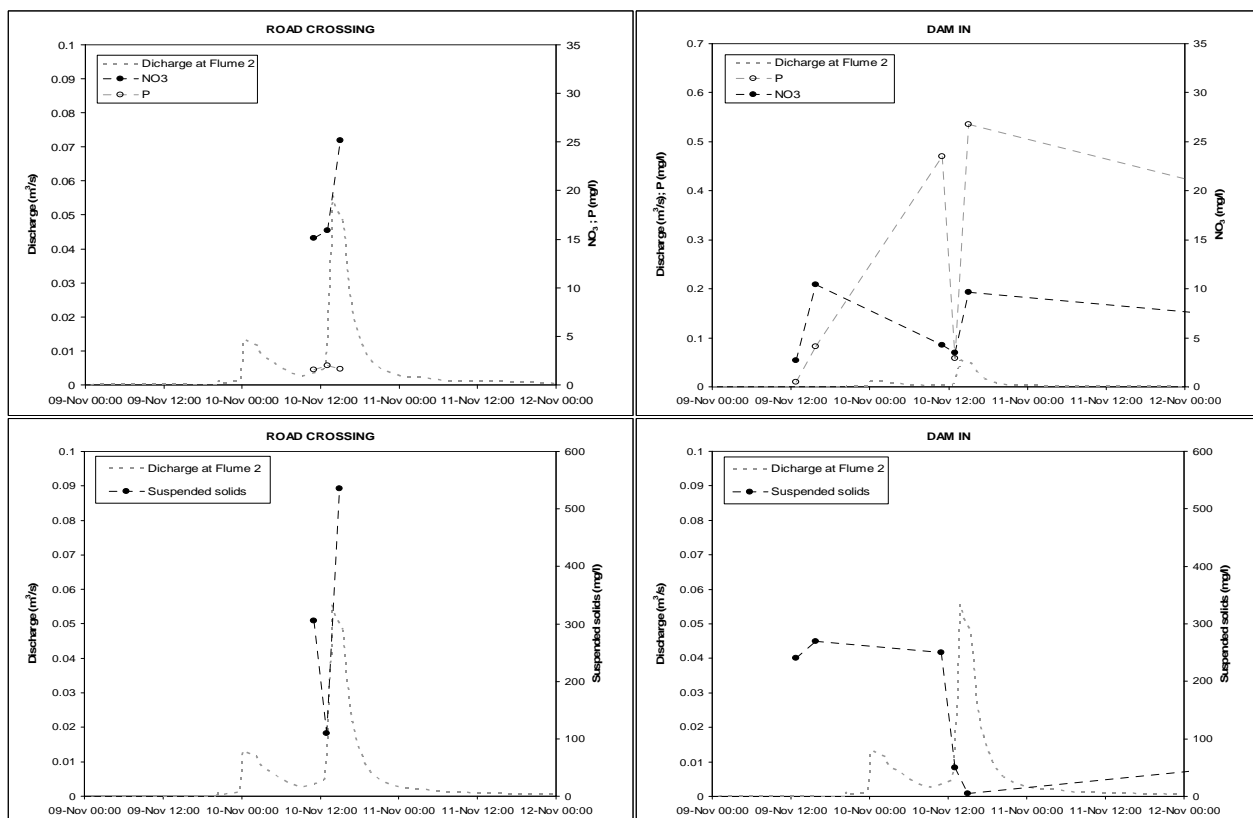 ROAD CROSSING
0.1
0.09
0.08
0.07
0.06
0.05
0.04
0.03
0.02
0.01
0
35
30
25
20
15
10
5
0
Discharge (m³/s)
NO₃ ; P (mg/l)
Dicharge at Flume 2
NO3
P
09-Nov 00:00 09-Nov 12:00 10-Nov 00:00 10-Nov 12:00 11-Nov 00:00 11-Nov 12:00 12-Nov 00:00
DAM IN
0.7
0.6
0.5
0.4
0.3
0.2
0.1
0
35
30
25
20
15
10
5
0
Discharge (m³/s); P (mg/l)
NO₃ (mg/l)
Dicharge at Flume 2
P
NO3
09-Nov 00:00 09-Nov 12:00 10-Nov 00:00 10-Nov 12:00 11-Nov 00:00 11-Nov 12:00 12-Nov 00:00
ROAD CROSSING
0.1
0.09
0.08
0.07
0.06
0.05
0.04
0.03
0.02
0.01
0
600
500
400
300
200
100
0
Discharge (m³/s)
Suspended solids (mg/l)
Dicharge at Flume 2
Suspended solids
09-Nov 00:00 09-Nov 12:00 10-Nov 00:00 10-Nov 12:00 11-Nov 00:00 11-Nov 12:00 12-Nov 00:00
DAM IN
0.1
0.09
0.08
0.07
0.06
0.05
0.04
0.03
0.02
0.01
0
600
500
400
300
200
100
0
Discharge (m³/s)
Suspended solids (mg/l)
Dicharge at Flume 2
Suspended solids
09-Nov 00:00 09-Nov 12:00 10-Nov 00:00 10-Nov 12:00 11-Nov 00:00 11-Nov 12:00 12-Nov 00:00